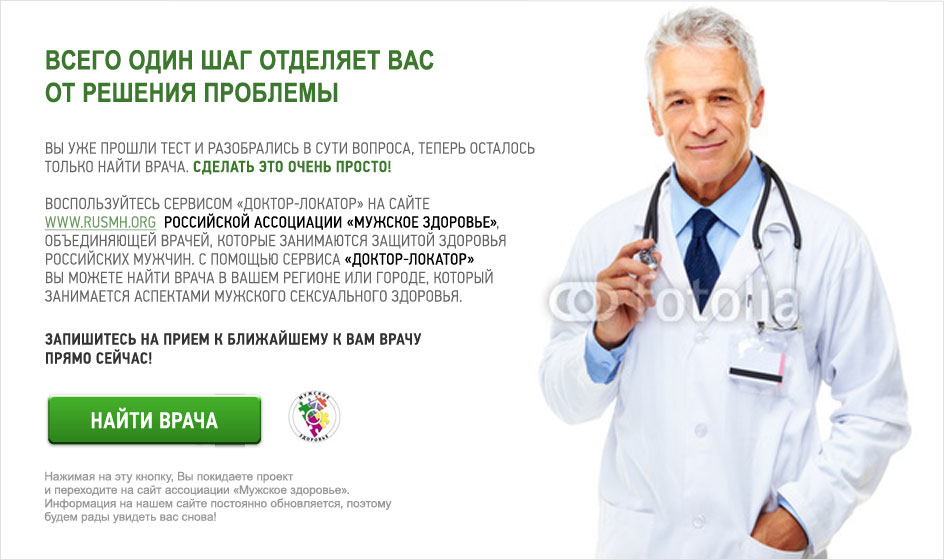 ВСЕГО ОДИН ШАГ ОТДЕЛЯЕТ ВАС
ОТ РЕШЕНИЯ ПРОБЛЕМЫ
ВЫ УЖЕ ПРОШЛИ ТЕСТ И РАЗОБРАЛИСЬ В СУТИ ВОПРОСА, ТЕПЕРЬ ОСТАЛОСЬ
ТОЛЬКО НАЙТИ ВРАЧА. СДЕЛАТЬ ЭТО ОЧЕНЬ ПРОСТО!
ВОСПОЛЬЗУЙТЕСЬ СЕРВИСОМ «ДОКТОР-ЛОКАТОР» НА САЙТЕ
WWW.RUSMH.ORG РОССИЙСКОЙ АССОЦИАЦИИ «МУЖСКОЕ ЗДОРОВЬЕ»,
ОБЪЕДИНЯЮЩЕЙ ВРАЧЕЙ, КОТОРЫЕ ЗАНИМАЮТСЯ ЗАЩИТОЙ ЗДОРОВЬЯ
РОССИЙСКИХ МУЖЧИН. С ПОМОЩЬЮ СЕРВИСА «ДОКТОР-ЛОКАТОР»
ВЫ МОЖЕТЕ НАЙТИ ВРАЧА В ВАШЕМ РЕГИОНЕ ИЛИ ГОРОДЕ, КОТОРЫЙ
ЗАНИМАЕТСЯ АСПЕКТАМИ МУЖСКОГО СЕКСУАЛЬНОГО ЗДОРОВЬЯ.
ЗАПИШИТЕСЬ НА ПРИЕМ К БЛИЖАЙШЕМУ К ВАМ ВРАЧУ
ПРЯМО СЕЙЧАС!
НАЙТИ ВРАЧА
МУЖСКОЕ
ЗДОРОВЬЕ
Нажимая на эту кнопку, Вы покидаете проект
и переходите на сайт ассоциации «Мужское здоровье».
Информация на нашем сайте постоянно обновляется, поэтому
будем рады увидеть вас снова!
fotolia